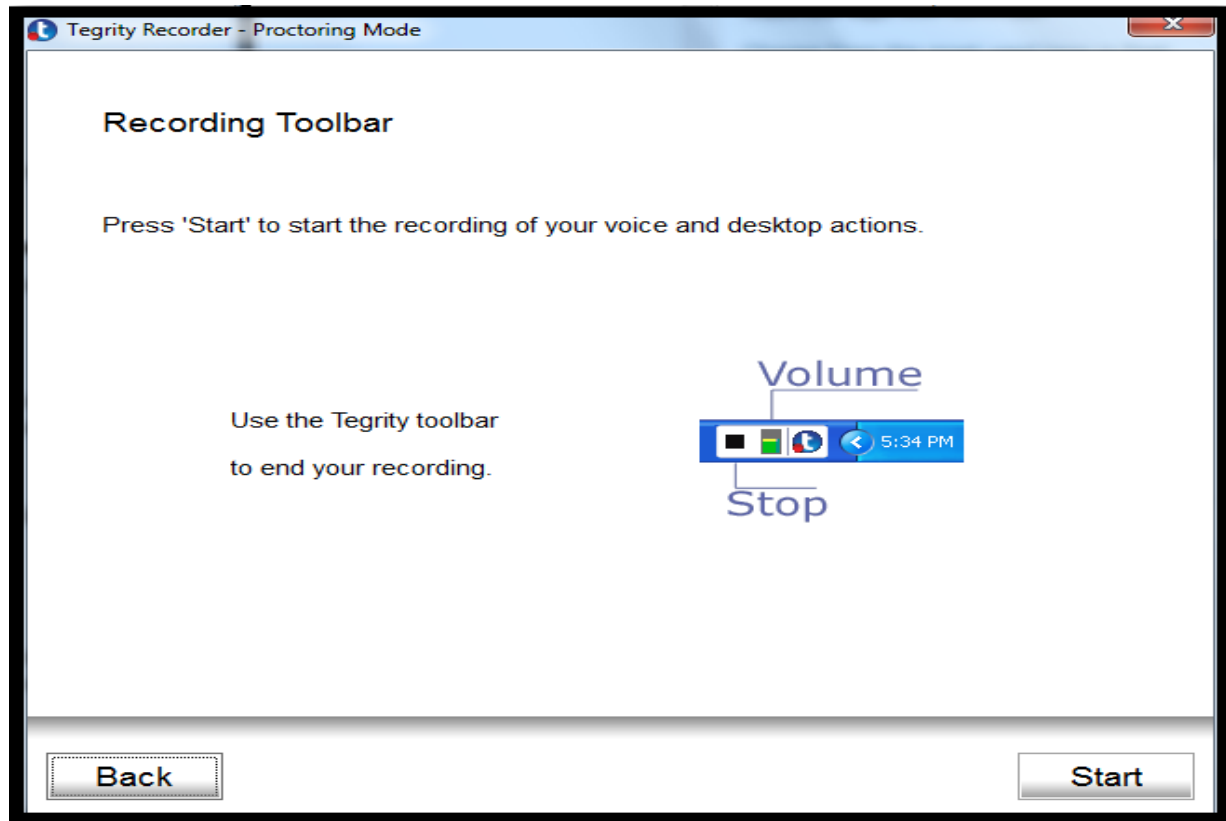 Tegrity Recorder - Proctoring Mode
Recording Toolbar
Press 'Start' to start the recording of your voice and desktop actions.
Volume
Use the Tegrity toolbar
5:34 PM
to end your recording.
Stop
Back
Start